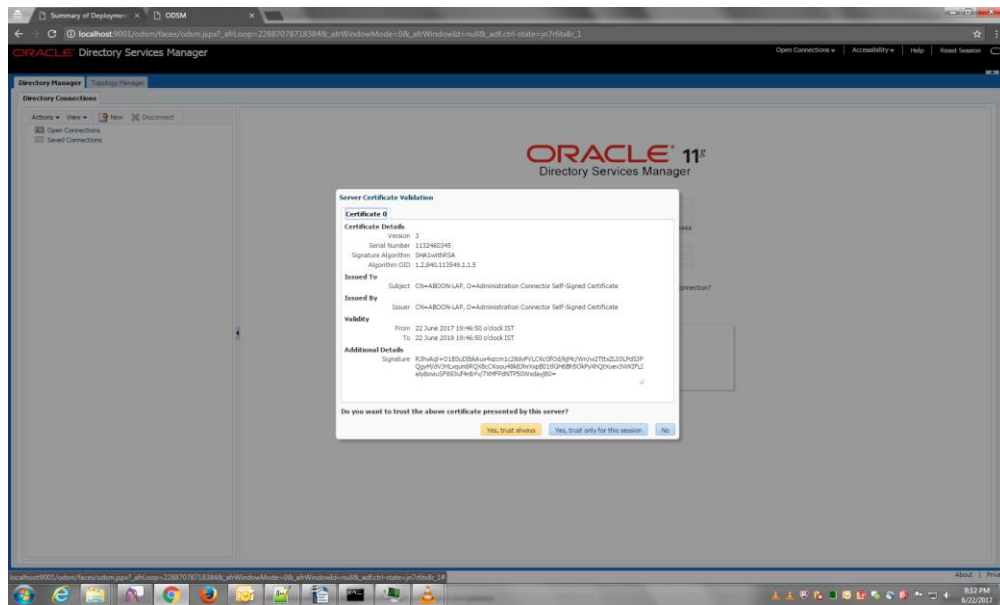 Summary of Deployment
ODSM
localhost:9001/odsm/faces/odsm.jspx?_afrLoop=228870787183848&_afrWindowMode=0&_afrWindowId=null&_adf.ctrl-state=jn7r6tx8r_1
ORACLE Directory Services Manager
Open Connections Accessibility Help Reset Session
Directory Manager Topology Manager
Directory Connections
Actions View New Disconnect
Open Connections
Saved Connections
ORACLE 11g
Directory Services Manager
Server Certificate Validation
Certificate 0
Certificate Details
Version 3
Serial Number 1132460345
Signature Algorithm SHA1withRSA
Algorithm OID 1.2.840.113549.1.1.5
Issued To
Subject CN=ABOON-LAP, O=Administration Connector Self-Signed Certificate
Issued By
Issuer CN=ABOON-LAP, O=Administration Connector Self-Signed Certificate
Validity
From 22 June 2017 19:46:50 o'clock IST
To 22 June 2019 19:46:50 o'clock IST
Additional Details
Signature
onnection?
Do you want to trust the above certificate presented by this server?
Yes, trust always Yes, trust only for this session No
About
8:12 PM
6/22/2017